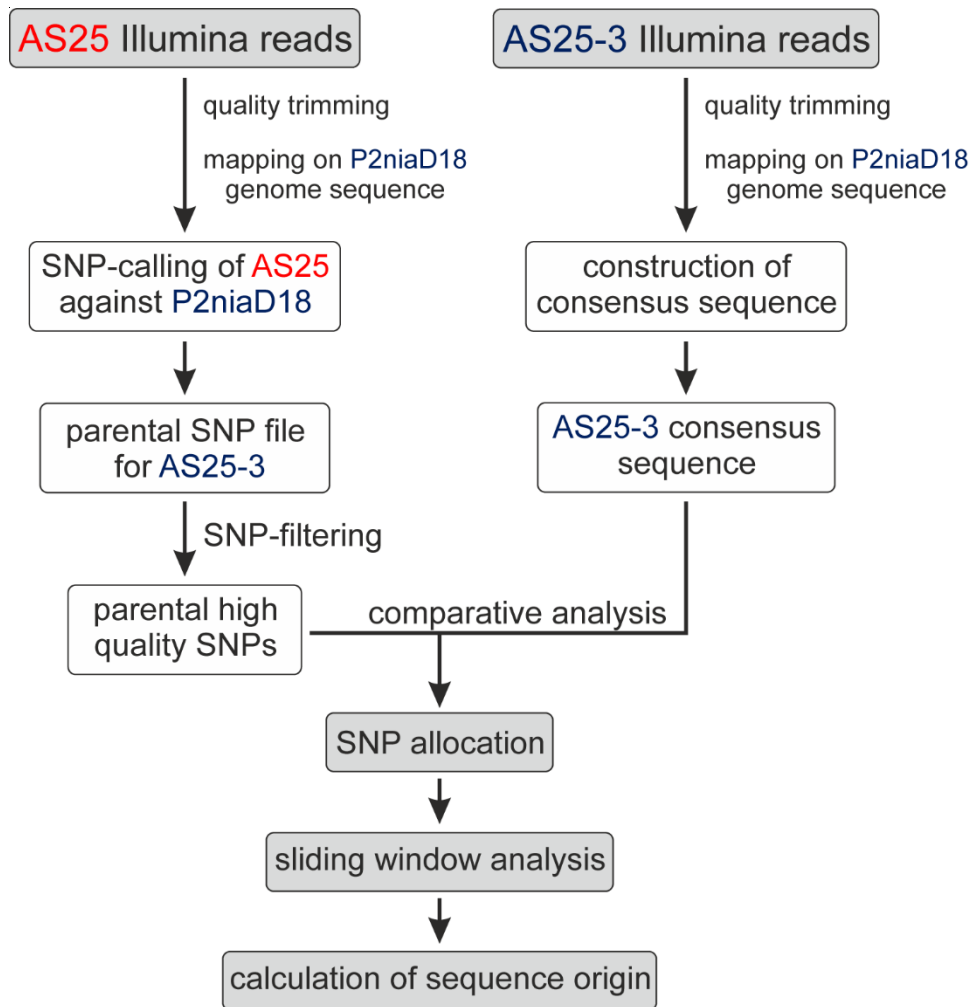 AS25 Illumina reads
quality trimming
mapping on P2niaD18
genome sequence
SNP-calling of AS25
against P2niaD18
parental SNP file
for AS25-3
SNP-filtering
parental high
quality SNPs
AS25-3 Illumina reads
quality trimming
mapping on P2niaD18
genome sequence
construction of
consensus sequence
AS25-3 consensus
sequence
comparative analysis
SNP allocation
sliding window analysis
calculation of sequence origin